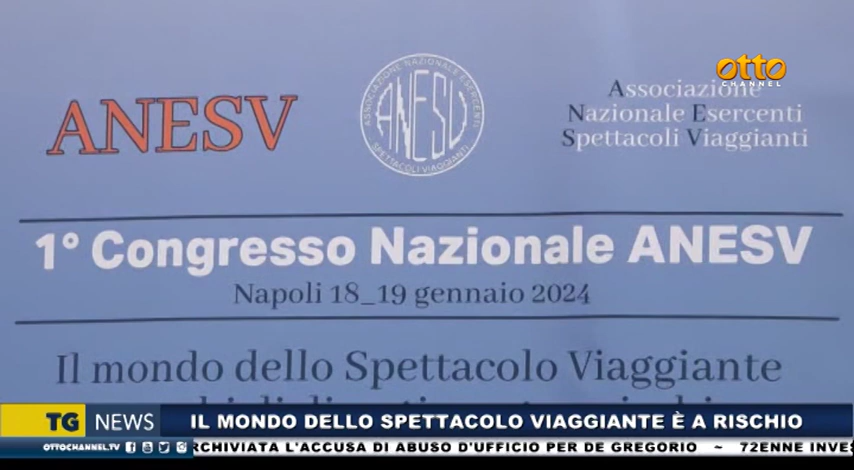 ANESV
ASSOCIAZIONE NAZIONALE ESERCENTI
ANESV
SPETTACOLI VIAGGIANTI
otto
CHANNEL
Associazione
Nazionale Esercenti
Spettacoli Viaggianti
1° Congresso Nazionale ANESV
Napoli 18_19 gennaio 2024
Il mondo dello Spettacolo Viaggiante
TG NEWS
IL MONDO DELLO SPETTACOLO VIAGGIANTE È A RISCHIO
OTTOCHANNEL.TV
RCHIVIATA L'ACCUSA DI ABUSO D'UFFICIO PER DE GREGORIO ~ 72ENNE INVES